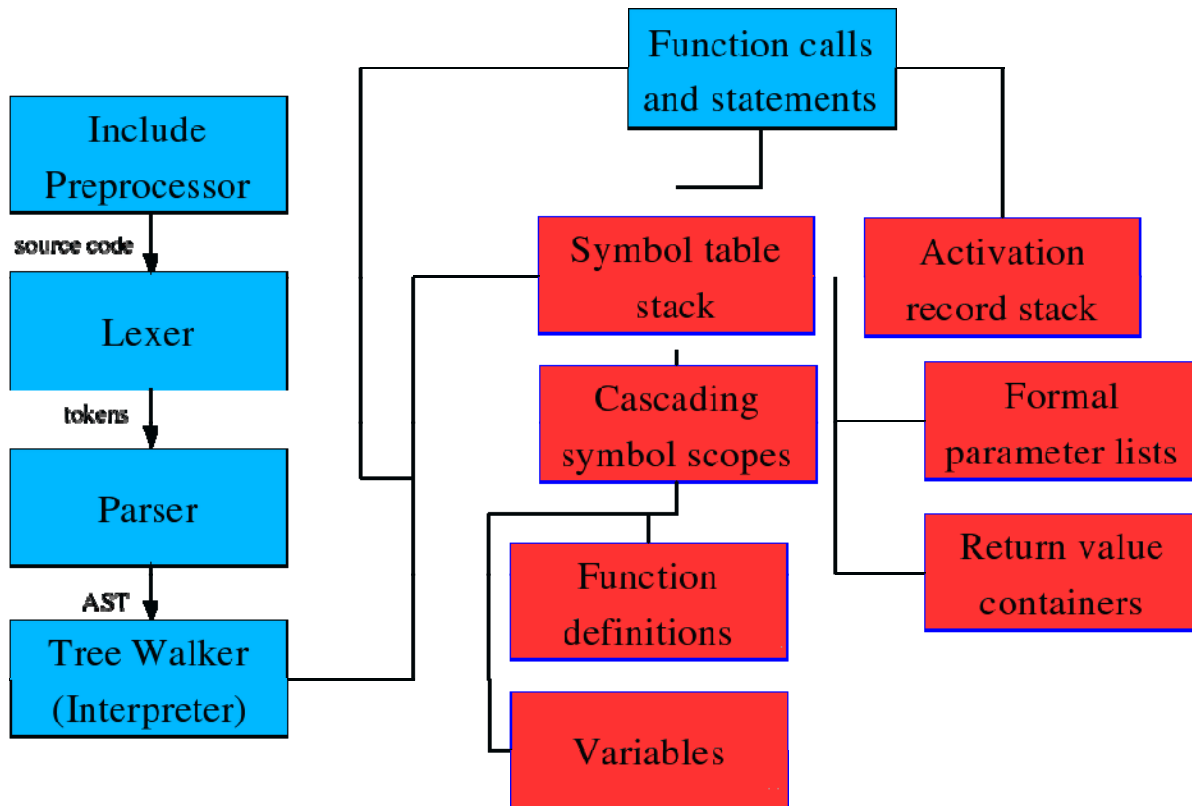 Include
Preprocessor
source code
Lexer
tokens
Parser
AST
Tree Walker
(Interpreter)
Function calls
and statements
Symbol table
stack
Activation
record stack
Cascading
symbol scopes
Formal
parameter lists
Function
definitions
Return value
containers
Variables